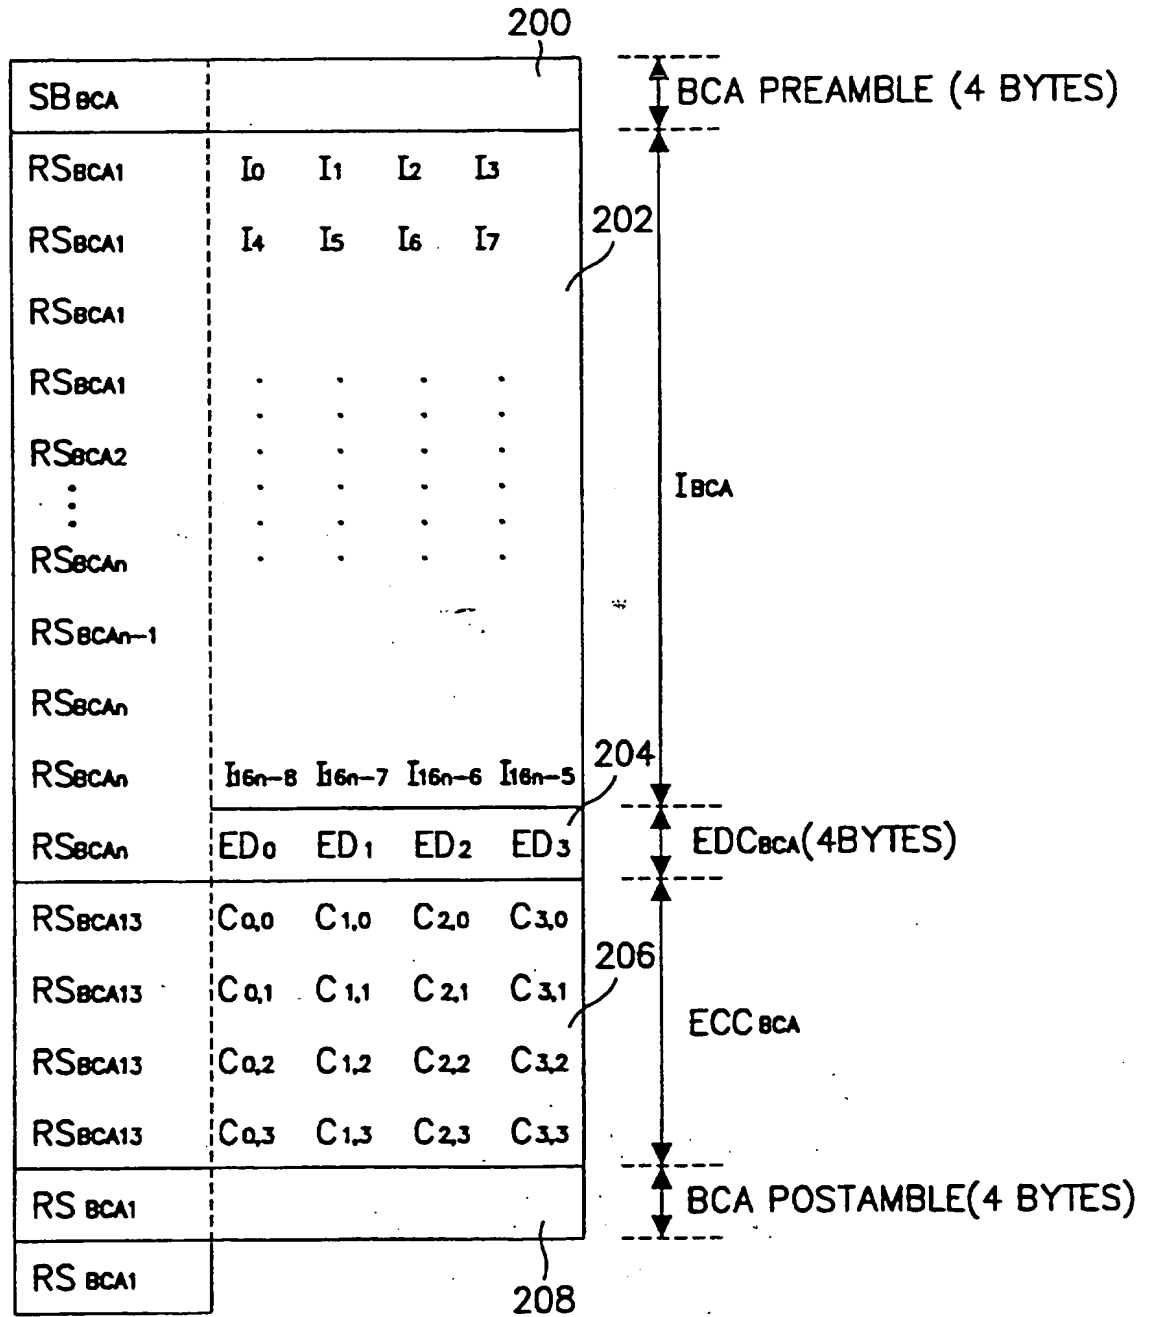 200
SBBCA BCA PREAMBLE (4 BYTES)
RSBCA1 I0 I1 I2 I3
202
RSBCA1 I4 I5 I6 I7
RSBCA1
RSBCA1 . . . .
. . . .
RSBCA2 . . . .
⋮ . . . . IBCA
. . . .
RSBCAn . . . .
RSBCAn-1
RSBCAn
204
RSBCAn I16n-8 I16n-7 I16n-6 I16n-5
RSBCAn ED0 ED1 ED2 ED3 EDCBCA(4BYTES)
RSBCA13 C0,0 C1,0 C2,0 C3,0
206
RSBCA13 C0,1 C1,1 C2,1 C3,1
ECCBCA
RSBCA13 C0,2 C1,2 C2,2 C3,2
RSBCA13 C0,3 C1,3 C2,3 C3,3
RS BCA1 BCA POSTAMBLE(4 BYTES)
RS BCA1
208